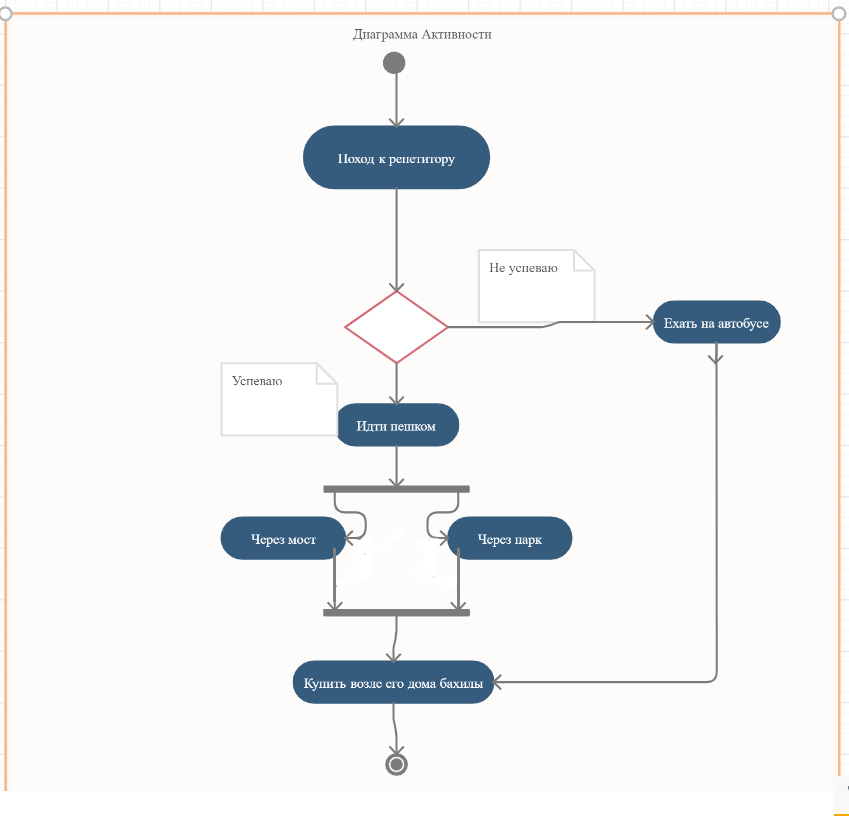 Диаграмма Активности
Поход к репетитору
Не успеваю
Ехать на автобусе
Успеваю
Идти пешком
Через мост
Через парк
Купить возле его дома бахилы